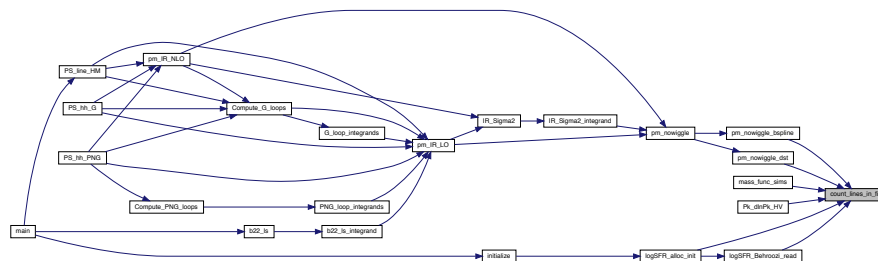 pm_IR_NLO
PS_line_HM
PS_hh_G
Compute_G_loops
IR_Sigma2
IR_Sigma2_integrand
G_loop_integrands
pm_nowiggle
pm_nowiggle_bspline
pm_IR_LO
PS_hh_PNG
pm_nowiggle_dst
mass_func_sims
count_lines_in_fi
Compute_PNG_loops
PNG_loop_integrands
Pk_dlnPk_HV
main
b22_ls
b22_ls_integrand
initialize
logSFR_alloc_init
logSFR_Behroozi_read